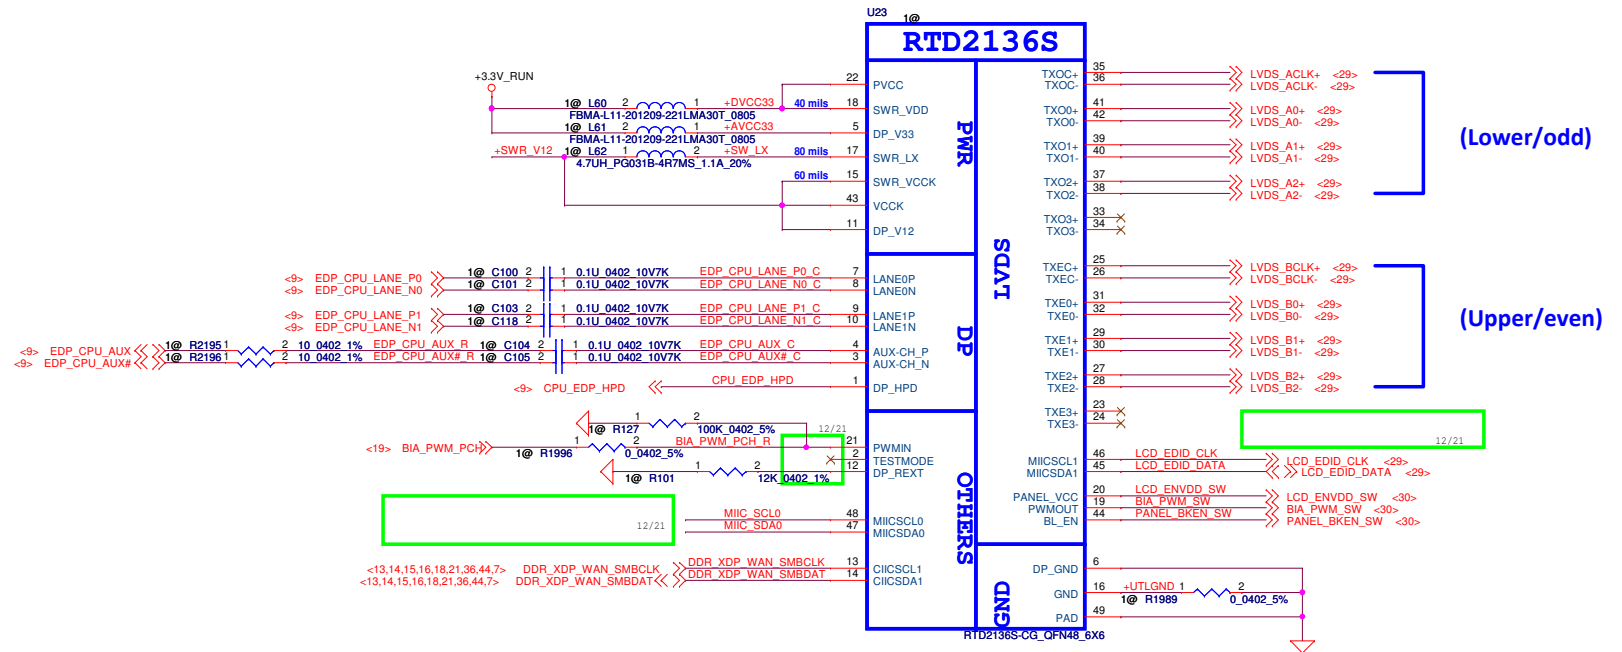 U23
1@
RTD2136S
+3.3V_RUN
1@ L60 2 1 +DVCC33 40 mils
FBMA-L11-201209-221LMA30T_0805
1@ L61 2 1 +AVCC33
FBMA-L11-201209-221LMA30T_0805
+SWR_V12 1@ L62 1 2 +SW_LX 80 mils
4.7UH_PG031B-4R7MS_1.1A_20%
60 mils
22 PVCC
18 SWR_VDD
5 DP_V33
17 SWR_LX
15 SWR_VCCK
43 VCCK
11 DP_V12
PWR
<9> EDP_CPU_LANE_P0 1@ C100 2 1 0.1U_0402_10V7K EDP_CPU_LANE_P0_C 7 LANE0P
<9> EDP_CPU_LANE_N0 1@ C101 2 1 0.1U_0402_10V7K EDP_CPU_LANE_N0_C 8 LANE0N
<9> EDP_CPU_LANE_P1 1@ C103 2 1 0.1U_0402_10V7K EDP_CPU_LANE_P1_C 9 LANE1P
<9> EDP_CPU_LANE_N1 1@ C118 2 1 0.1U_0402_10V7K EDP_CPU_LANE_N1_C 10 LANE1N
<9> EDP_CPU_AUX 1@ R2195 1 2 10_0402_1% EDP_CPU_AUX_R 1@ C104 2 1 0.1U_0402_10V7K EDP_CPU_AUX_C 4 AUX-CH_P
<9> EDP_CPU_AUX# 1@ R2196 1 2 10_0402_1% EDP_CPU_AUX#_R 1@ C105 2 1 0.1U_0402_10V7K EDP_CPU_AUX#_C 3 AUX-CH_N
<9> CPU_EDP_HPD CPU_EDP_HPD 1 DP_HPD
DP
1 2
1@ R127 100K_0402_5% 12/21
<19> BIA_PWM_PCH 1 2 BIA_PWM_PCH_R 21 PWMIN
1@ R1996 0_0402_5%
2 TESTMODE
1 2 12 DP_REXT
1@ R101 12K_0402_1%
12/21
MIIC_SCL0 48 MIICSCL0
MIIC_SDA0 47 MIICSDA0
<13,14,15,16,18,21,36,44,7> DDR_XDP_WAN_SMBCLK DDR_XDP_WAN_SMBCLK 13 CIICSCL1
<13,14,15,16,18,21,36,44,7> DDR_XDP_WAN_SMBDAT DDR_XDP_WAN_SMBDAT 14 CIICSDA1
OTHERS
LVDS
TXOC+ 35 LVDS_ACLK+ <29>
TXOC- 36 LVDS_ACLK- <29>
TXO0+ 41 LVDS_A0+ <29>
TXO0- 42 LVDS_A0- <29>
TXO1+ 39 LVDS_A1+ <29>
TXO1- 40 LVDS_A1- <29>
TXO2+ 37 LVDS_A2+ <29>
TXO2- 38 LVDS_A2- <29>
TXO3+ 33
TXO3- 34
(Lower/odd)
TXEC+ 25 LVDS_BCLK+ <29>
TXEC- 26 LVDS_BCLK- <29>
TXE0+ 31 LVDS_B0+ <29>
TXE0- 32 LVDS_B0- <29>
TXE1+ 29 LVDS_B1+ <29>
TXE1- 30 LVDS_B1- <29>
TXE2+ 27 LVDS_B2+ <29>
TXE2- 28 LVDS_B2- <29>
TXE3+ 23
TXE3- 24
(Upper/even)
12/21
MIICSCL1 46 LCD_EDID_CLK LCD_EDID_CLK <29>
MIICSDA1 45 LCD_EDID_DATA LCD_EDID_DATA <29>
PANEL_VCC 20 LCD_ENVDD_SW LCD_ENVDD_SW <30>
PWMOUT 19 BIA_PWM_SW BIA_PWM_SW <30>
BL_EN 44 PANEL_BKEN_SW PANEL_BKEN_SW <30>
GND
DP_GND 6
GND 16 +UTLGND 1 2
1@ R1989 0_0402_5%
PAD 49
RTD2136S-CG_QFN48_6X6